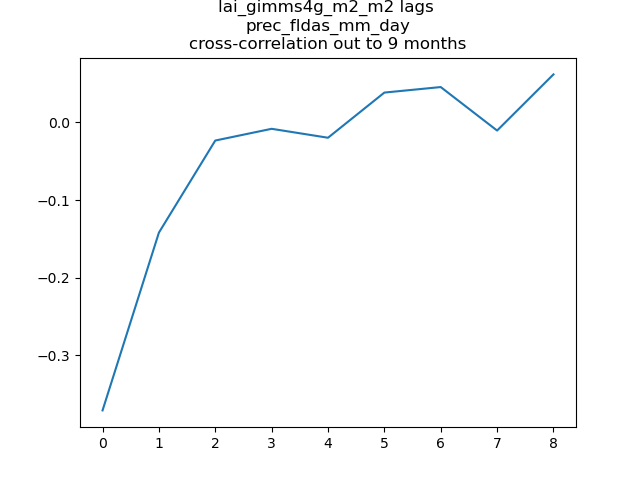 lai_gimms4g_m2_m2 lags
prec_fldas_mm_day
cross-correlation out to 9 months
0.0
−0.1
−0.2
−0.3
0 1 2 3 4 5 6 7 8